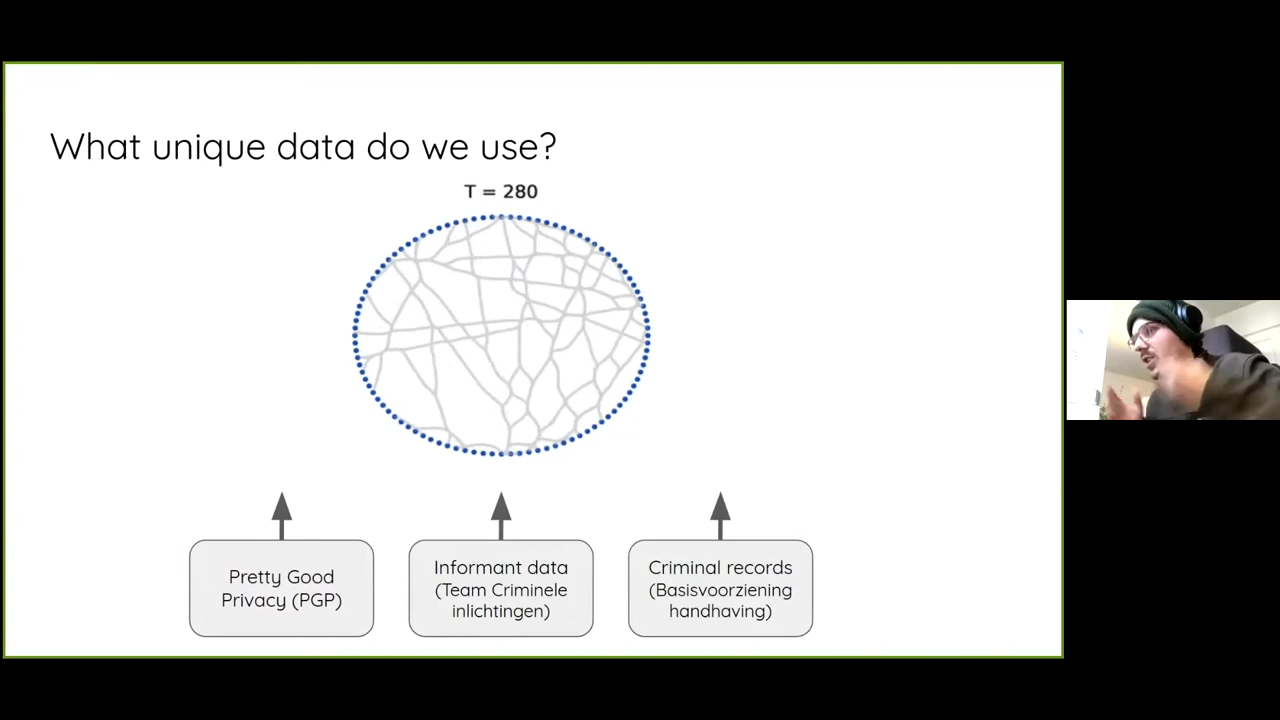 What unique data do we use?
T = 280
Pretty Good
Privacy (PGP)
Informant data
(Team Criminele
inlichtingen)
Criminal records
(Basisvoorziening
handhaving)